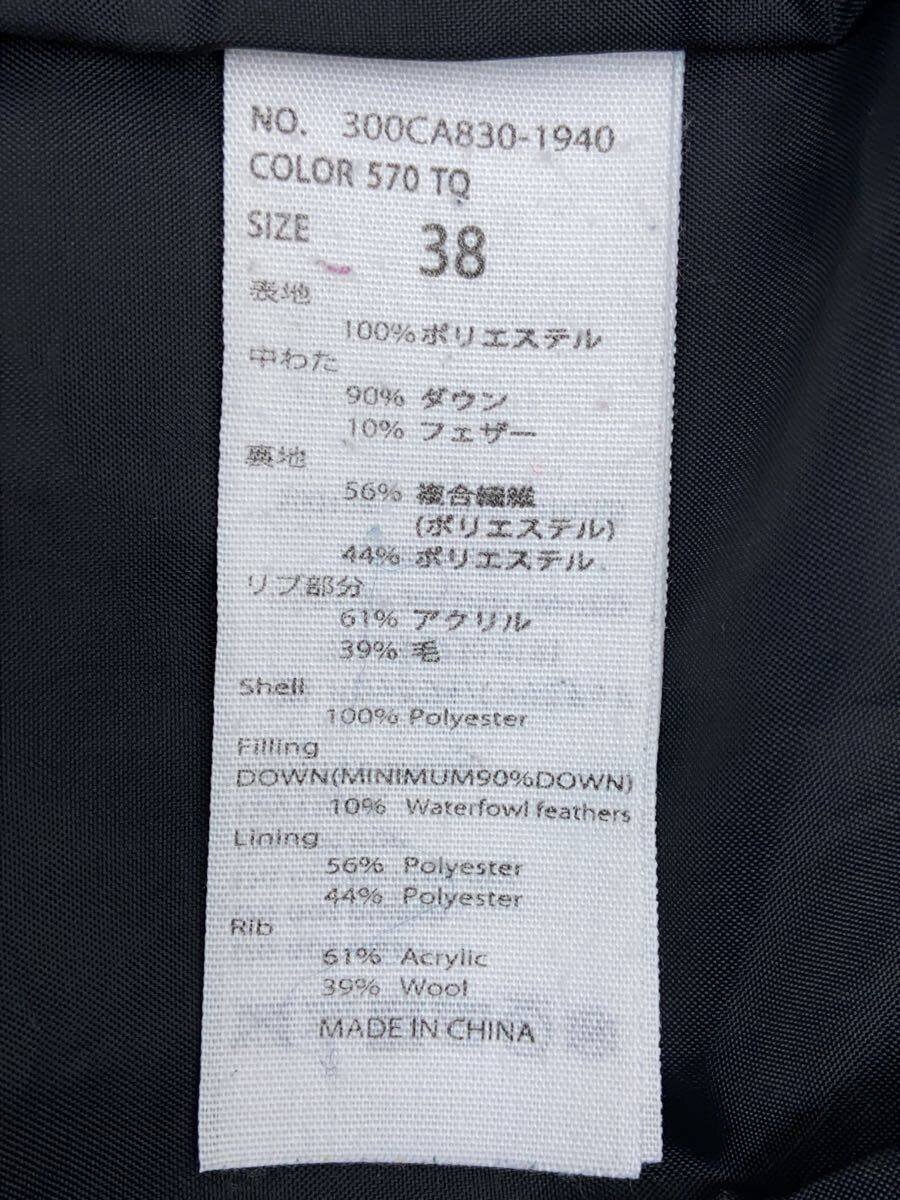 NO. 300CA830-1940
COLOR 570 TQ
SIZE 38
表地
100%ポリエステル
中わた
90% ダウン
10% フェザー
裏地
56% 複合繊維
(ポリエステル)
44% ポリエステル
リブ部分
61% アクリル
39% 毛
Shell
100% Polyester
Filling
DOWN(MINIMUM90%DOWN)
10% Waterfowl feathers
Lining
56% Polyester
44% Polyester
Rib
61% Acrylic
39% Wool
MADE IN CHINA